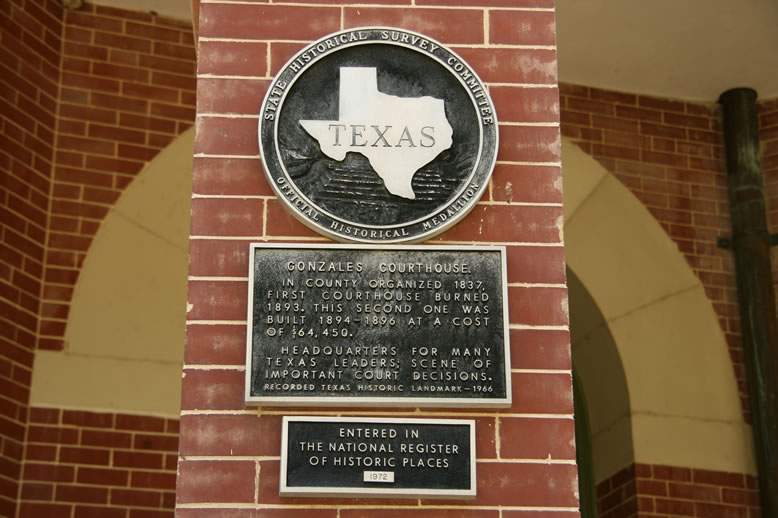 STATE HISTORICAL SURVEY COMMITTEE
TEXAS
OFFICIAL HISTORICAL MEDALLION
GONZALES COURTHOUSE.
IN COUNTY ORGANIZED 1837,
FIRST COURTHOUSE BURNED
1893. THIS SECOND ONE WAS
BUILT 1894-1896 AT A COST
OF $64,450.
HEADQUARTERS FOR MANY
TEXAS LEADERS; SCENE OF
IMPORTANT COURT DECISIONS.
RECORDED TEXAS HISTORIC LANDMARK-1966
ENTERED IN
THE NATIONAL REGISTER
OF HISTORIC PLACES
1972